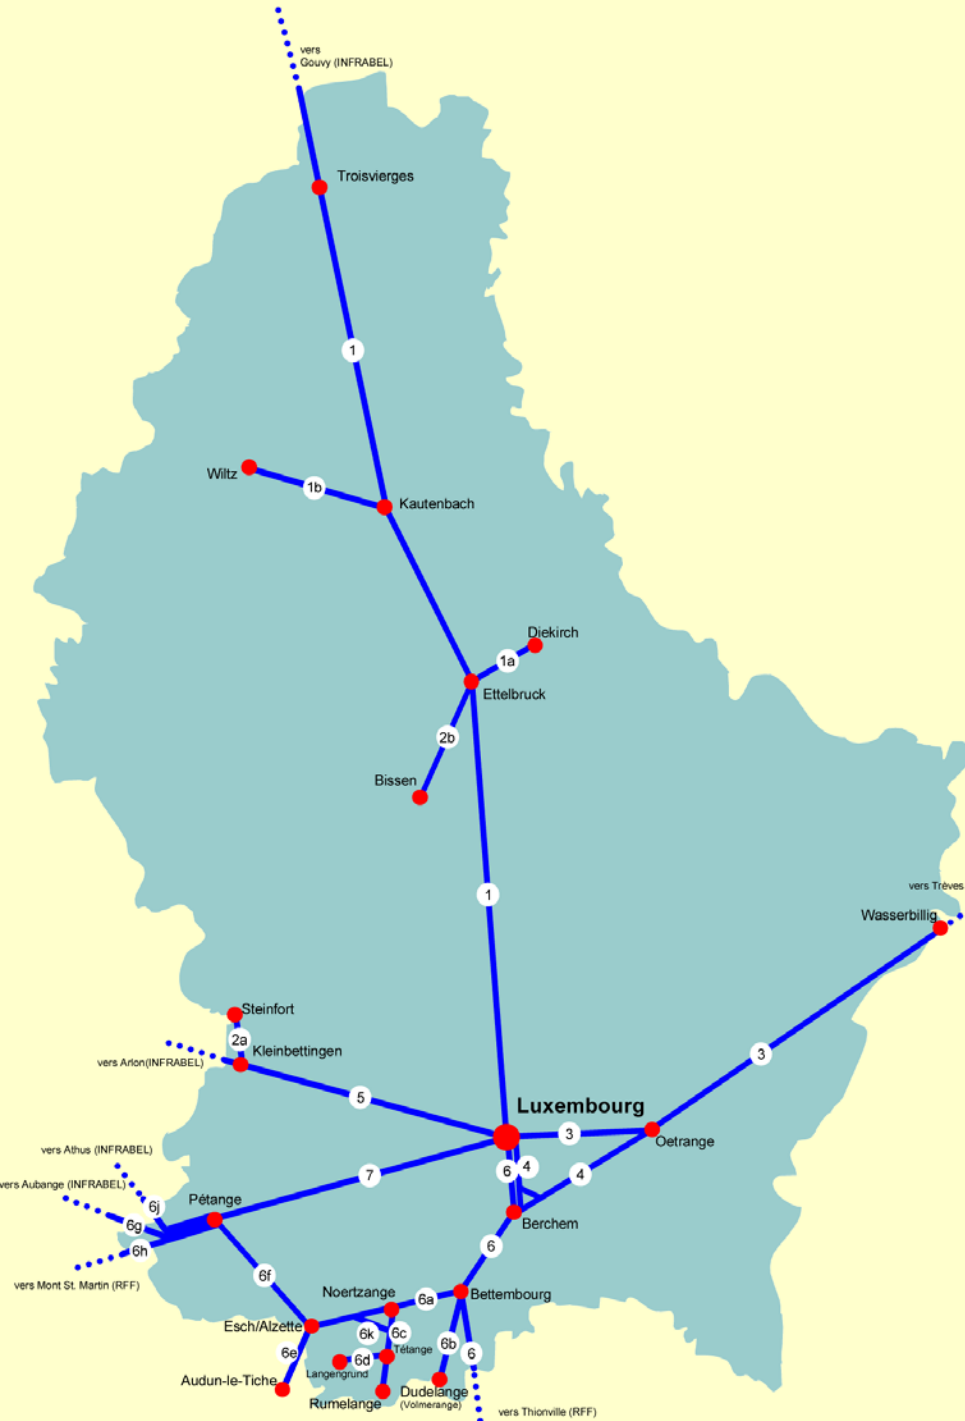 vers
Gouvy (INFRABEL)
Troisvierges
1
Wiltz
1b
Kautenbach
Diekirch
1a
Ettelbruck
2b
Bissen
1
vers Trèves
Wasserbillig
Steinfort
2a
Kleinbettingen
vers Arlon(INFRABEL)
3
5
Luxembourg
3
Oetrange
vers Athus (INFRABEL)
6
4
4
7
vers Aubange (INFRABEL)
Pétange
6j
6g
Berchem
6h
6
6f
vers Mont St. Martin (RFF)
Noertzange
6a
Bettembourg
Esch/Alzette
6k
6c
6b
6
6e
6d
Tétange
Langengrund
Audun-le-Tiche
Rumelange
Dudelange
(Volmerange)
vers Thionville (RFF)